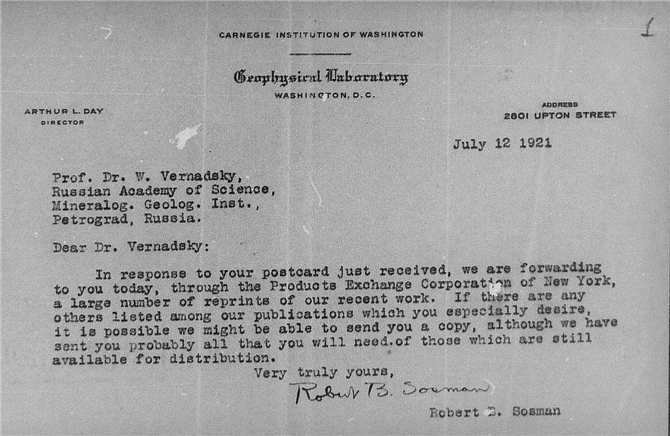 1
CARNEGIE INSTITUTION OF WASHINGTON
Geophysical Laboratory
WASHINGTON, D.C.
ARTHUR L. DAY
DIRECTOR
ADDRESS
2801 UPTON STREET
July 12 1921
Prof. Dr. W. Vernadsky,
Russian Academy of Science,
Mineralog. Geolog. Inst.,
Petrograd, Russia.
Dear Dr. Vernadsky:
In response to your postcard just received, we are forwarding
to you today, through the Products Exchange Corporation of New York,
a large number of reprints of our recent work. If there are any
others listed among our publications which you especially desire,
it is possible we might be able to send you a copy, although we have
sent you probably all that you will need.of those which are still
available for distribution.
Very truly yours,
Robert B. Sosman
Robert B. Sosman